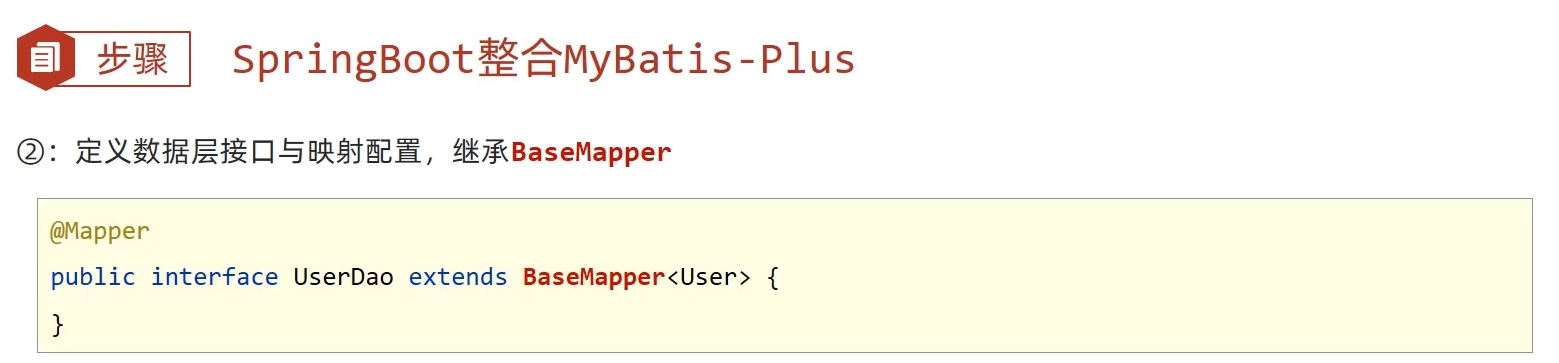 步骤 SpringBoot整合MyBatis-Plus
②：定义数据层接口与映射配置，继承BaseMapper
@Mapper
public interface UserDao extends BaseMapper<User> {
}